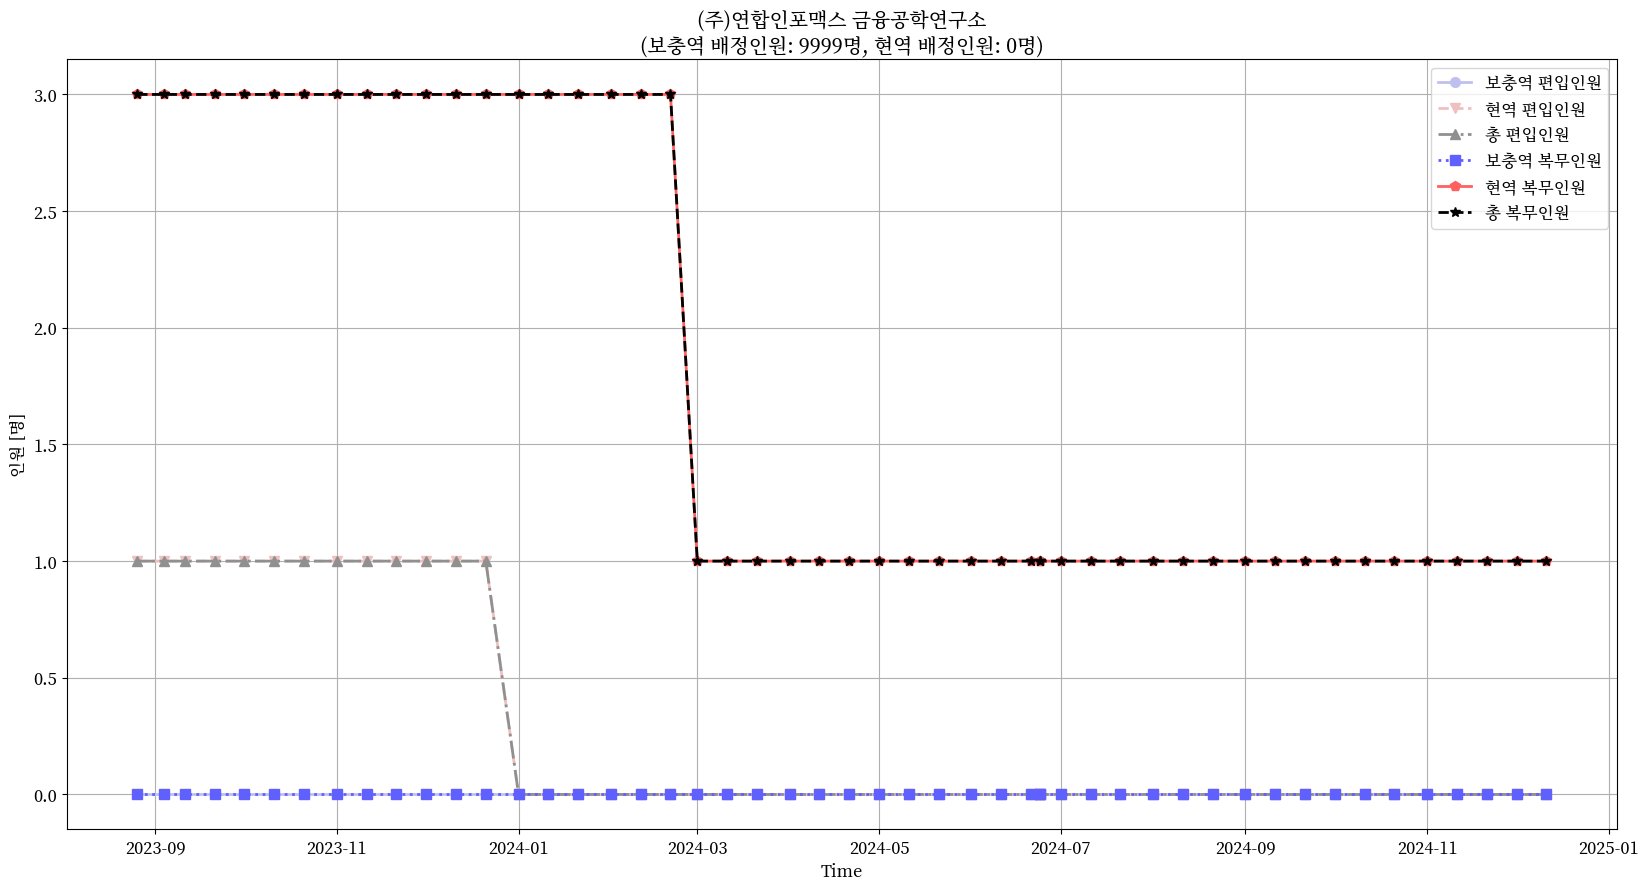 (주)연합인포맥스 금융공학연구소
(보충역 배정인원: 9999명, 현역 배정인원: 0명)
보충역 편입인원
현역 편입인원
총 편입인원
보충역 복무인원
현역 복무인원
총 복무인원
인원 [명]
3.0
2.5
2.0
1.5
1.0
0.5
0.0
2023-09
2023-11
2024-01
2024-03
2024-05
2024-07
2024-09
2024-11
2025-01
Time